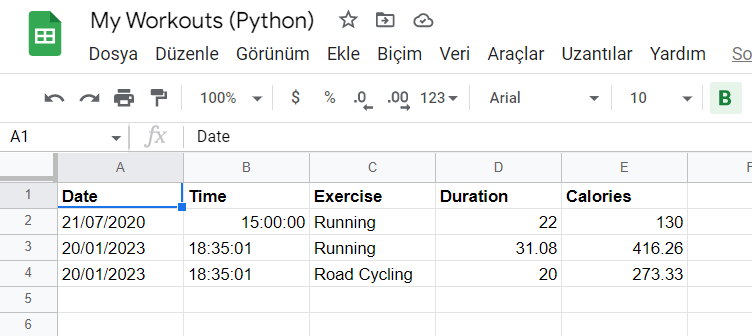 My Workouts (Python)
Dosya Düzenle Görünüm Ekle Biçim Veri Araçlar Uzantılar Yardım So
100% $ % .0 .00 123 Arial 10 B
A1 fx Date
A B C D E F
1 Date Time Exercise Duration Calories
2 21/07/2020 15:00:00 Running 22 130
3 20/01/2023 18:35:01 Running 31.08 416.26
4 20/01/2023 18:35:01 Road Cycling 20 273.33
5
6